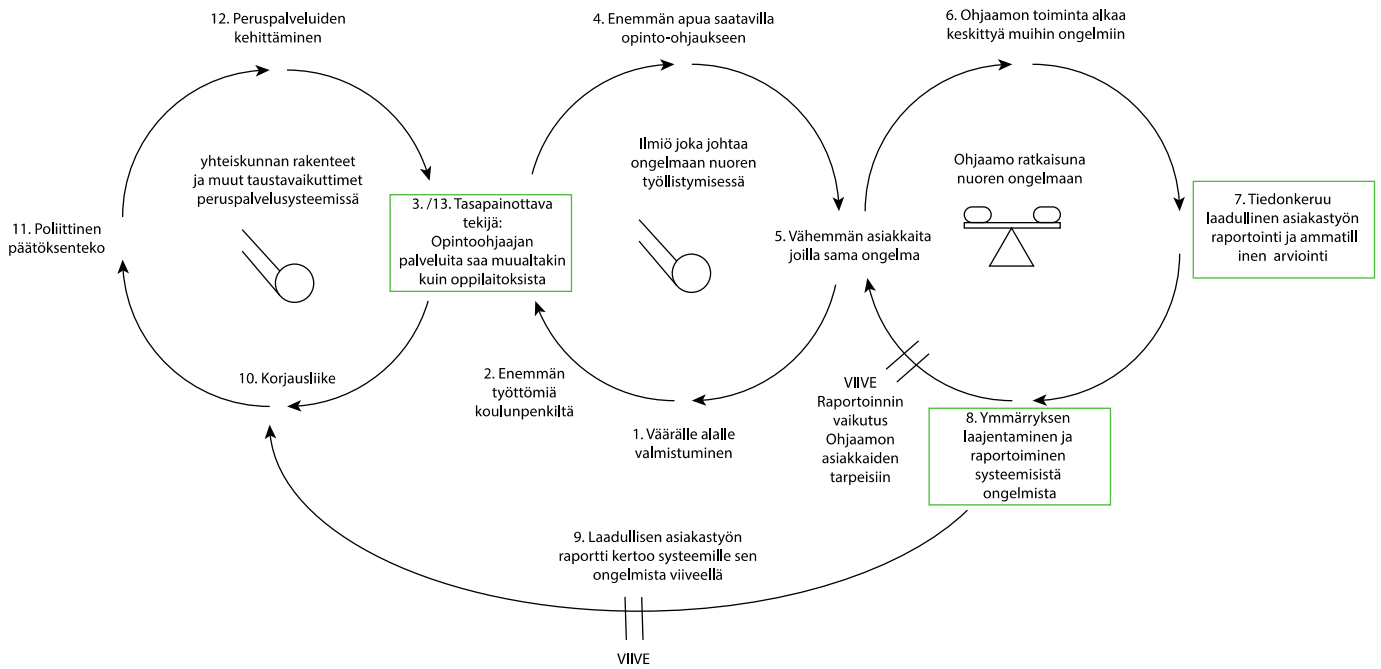 12. Peruspalveluiden
kehittäminen
4. Enemmän apua saatavilla
opinto-ohjaukseen
6. Ohjaamon toiminta alkaa
keskittyä muihin ongelmiin
yhteiskunnan rakenteet
ja muut taustavaikuttimet
peruspalvelusysteemissä
Ilmiö joka johtaa
ongelmaan nuoren
työllistymisessä
Ohjaamo ratkaisuna
nuoren ongelmaan
11. Poliittinen
päätöksenteko
3. /13. Tasapainottava
tekijä:
Opintoohjaajan
palveluita saa muualtakin
kuin oppilaitoksista
5. Vähemmän asiakkaita
joilla sama ongelma
7. Tiedonkeruu
laadullinen asiakastyön
raportointi ja ammatill
inen arviointi
10. Korjausliike
2. Enemmän
työttömiä
koulunpenkiltä
1. Väärälle alalle
valmistuminen
VIIVE
Raportoinnin
vaikutus
Ohjaamon
asiakkaiden
tarpeisiin
8. Ymmärryksen
laajentaminen ja
raportoiminen
systeemisistä
ongelmista
9. Laadullisen asiakastyön
raportti kertoo systeemille sen
ongelmista viiveellä
VIIVE